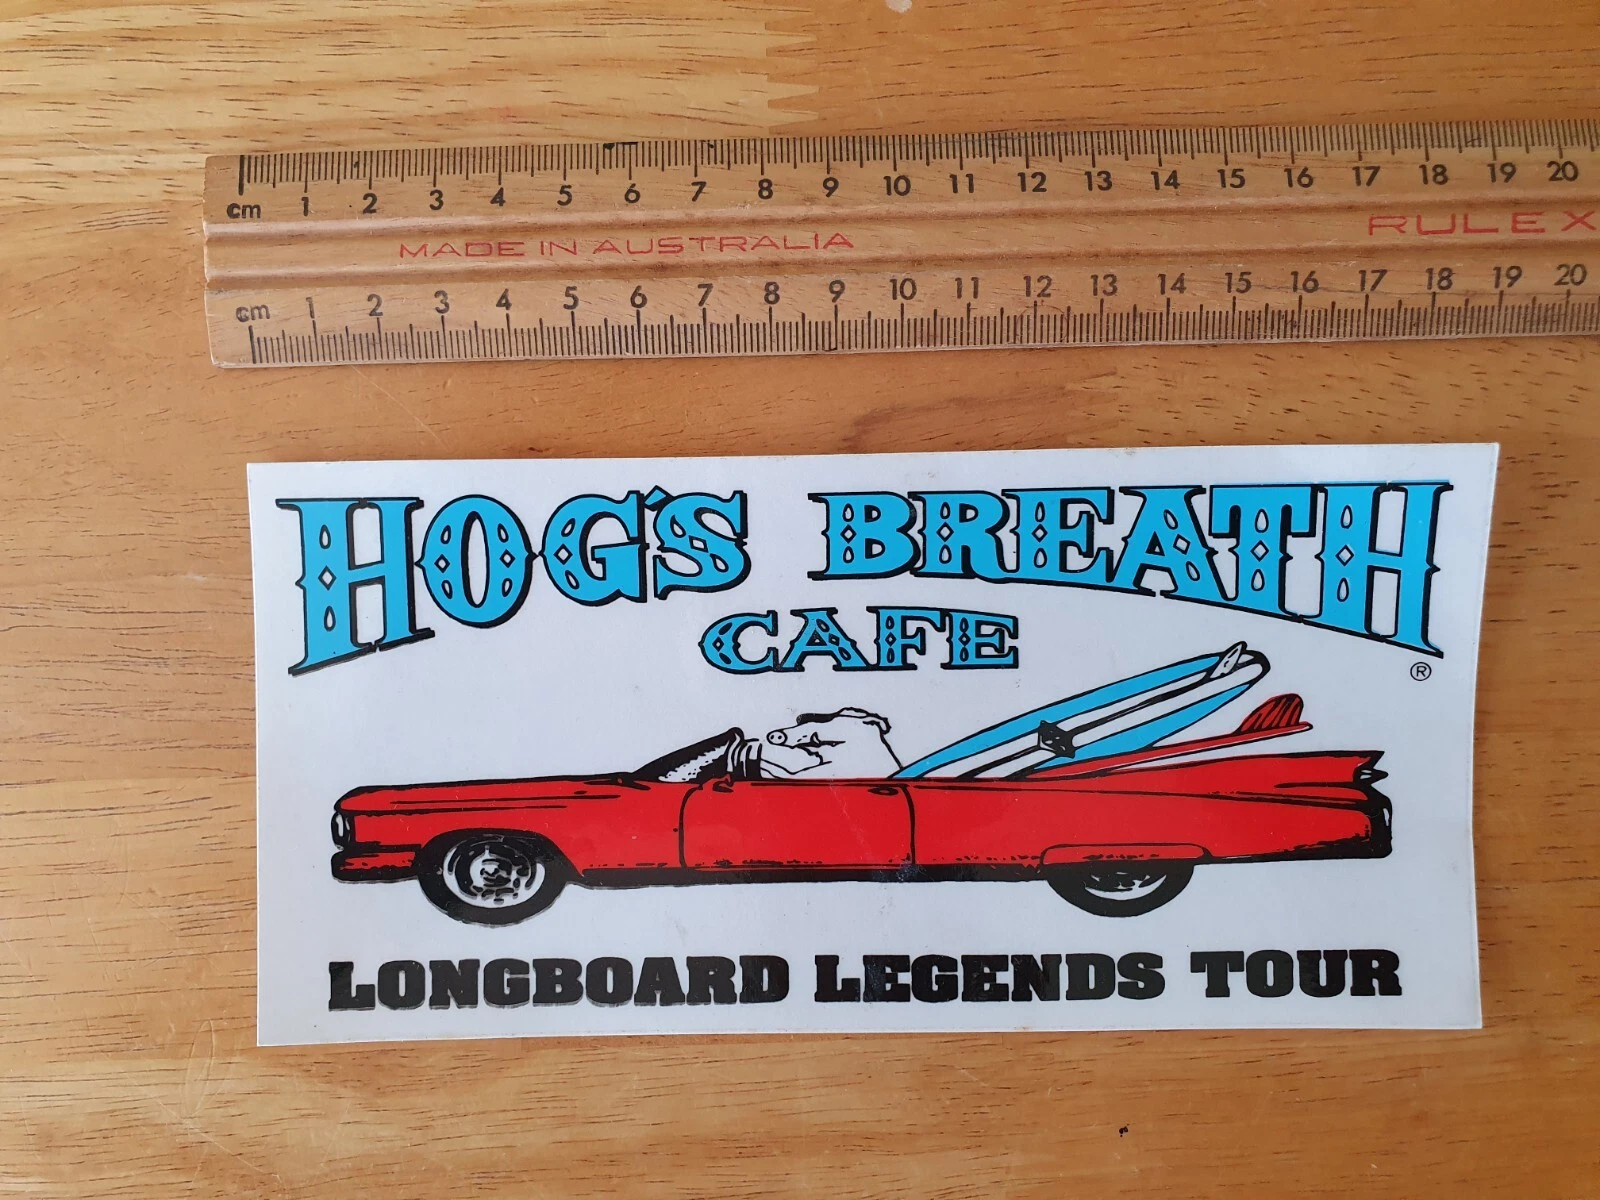 cm 1 2 3 4 5 6 7 8 9 10 11 12 13 14 15 16 17 18 19 20
MADE IN AUSTRALIA RULEX
cm 1 2 3 4 5 6 7 8 9 10 11 12 13 14 15 16 17 18 19 20
HOG'S BREATH
CAFE
®
LONGBOARD LEGENDS TOUR